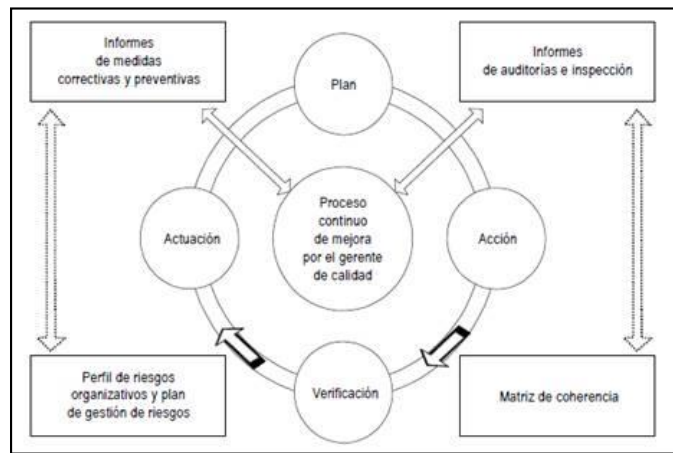 Informes
de medidas
correctivas y preventivas
Plan
Informes
de auditorías e inspección
Actuación
Proceso
continuo
de mejora
por el gerente
de calidad
Acción
Perfil de riesgos
organizativos y plan
de gestión de riesgos
Verificación
Matriz de coherencia